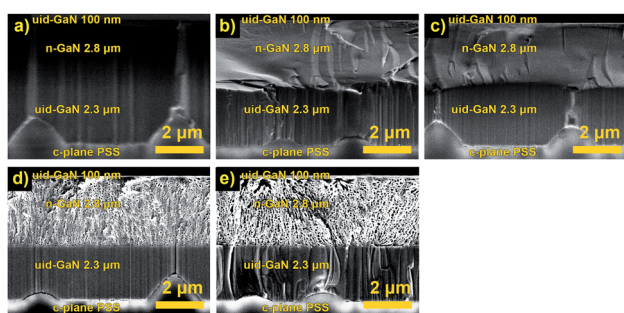 a)
uid-GaN 100 nm
n-GaN 2.8 μm
uid-GaN 2.3 μm
2 μm
c-plane PSS
b)
uid-GaN 100 nm
n-GaN 2.8 μm
uid-GaN 2.3 μm
2 μm
c-plane PSS
c)
uid-GaN 100 nm
n-GaN 2.8 μm
uid-GaN 2.3 μm
2 μm
c-plane PSS
d)
uid-GaN 100 nm
n-GaN 2.8 μm
uid-GaN 2.3 μm
2 μm
c-plane PSS
e)
uid-GaN 100 nm
n-GaN 2.8 μm
uid-GaN 2.3 μm
2 μm
c-plane PSS